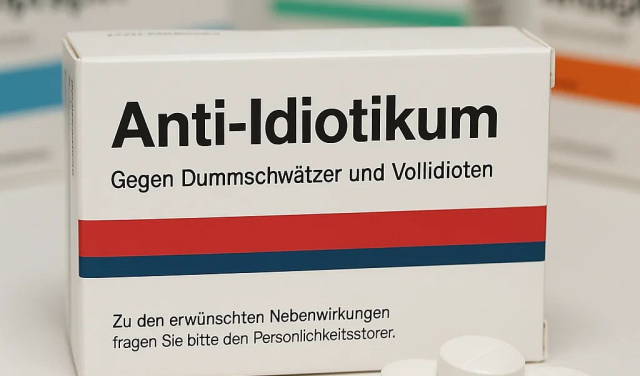 Anti-Idiotikum
Gegen Dummschwätzer und Vollidioten
Zu den erwünschten Nebenwirkungen
fragen Sie bitte den Personlichkeitsstorer.